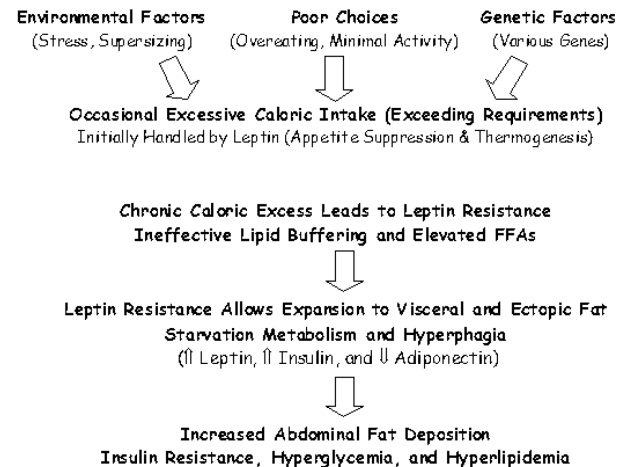 Environmental Factors Poor Choices Genetic Factors
(Stress, Supersizing) (Overeating, Minimal Activity) (Various Genes)
Occasional Excessive Caloric Intake (Exceeding Requirements)
Initially Handled by Leptin (Appetite Suppression & Thermogenesis)
Chronic Caloric Excess Leads to Leptin Resistance
Ineffective Lipid Buffering and Elevated FFAs
Leptin Resistance Allows Expansion to Visceral and Ectopic Fat
Starvation Metabolism and Hyperphagia
(⇑ Leptin, ⇑ Insulin, and ⇓ Adiponectin)
Increased Abdominal Fat Deposition
Insulin Resistance, Hyperglycemia, and Hyperlipidemia